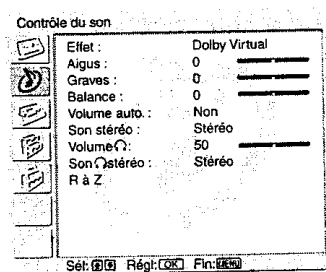 Contrôle du son
Effet : Dolby Virtual
Aigus : 0
Graves : 0
Balance : 0
Volume auto. : Non
Son stéréo : Stéréo
Volume : 50
Son stéréo : Stéréo
R à Z
Sél: Régl: OK Fin: MENU